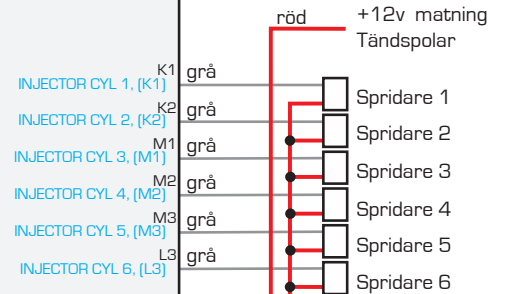 röd
+12v matning
Tändspolar
K1 grå
INJECTOR CYL 1, (K1)
Spridare 1
K2 grå
INJECTOR CYL 2, (K2)
Spridare 2
M1 grå
INJECTOR CYL 3, (M1)
Spridare 3
M2 grå
INJECTOR CYL 4, (M2)
Spridare 4
M3 grå
INJECTOR CYL 5, (M3)
Spridare 5
L3 grå
INJECTOR CYL 6, (L3)
Spridare 6